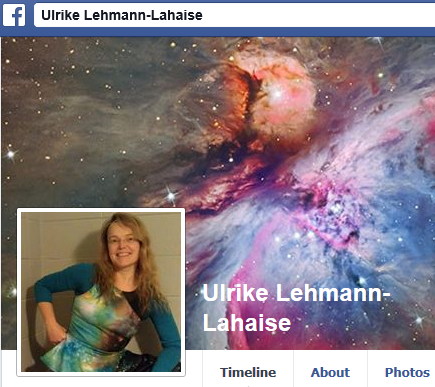 Ulrike Lehmann-Lahaise
Ulrike Lehmann-
Lahaise
Timeline About Photos